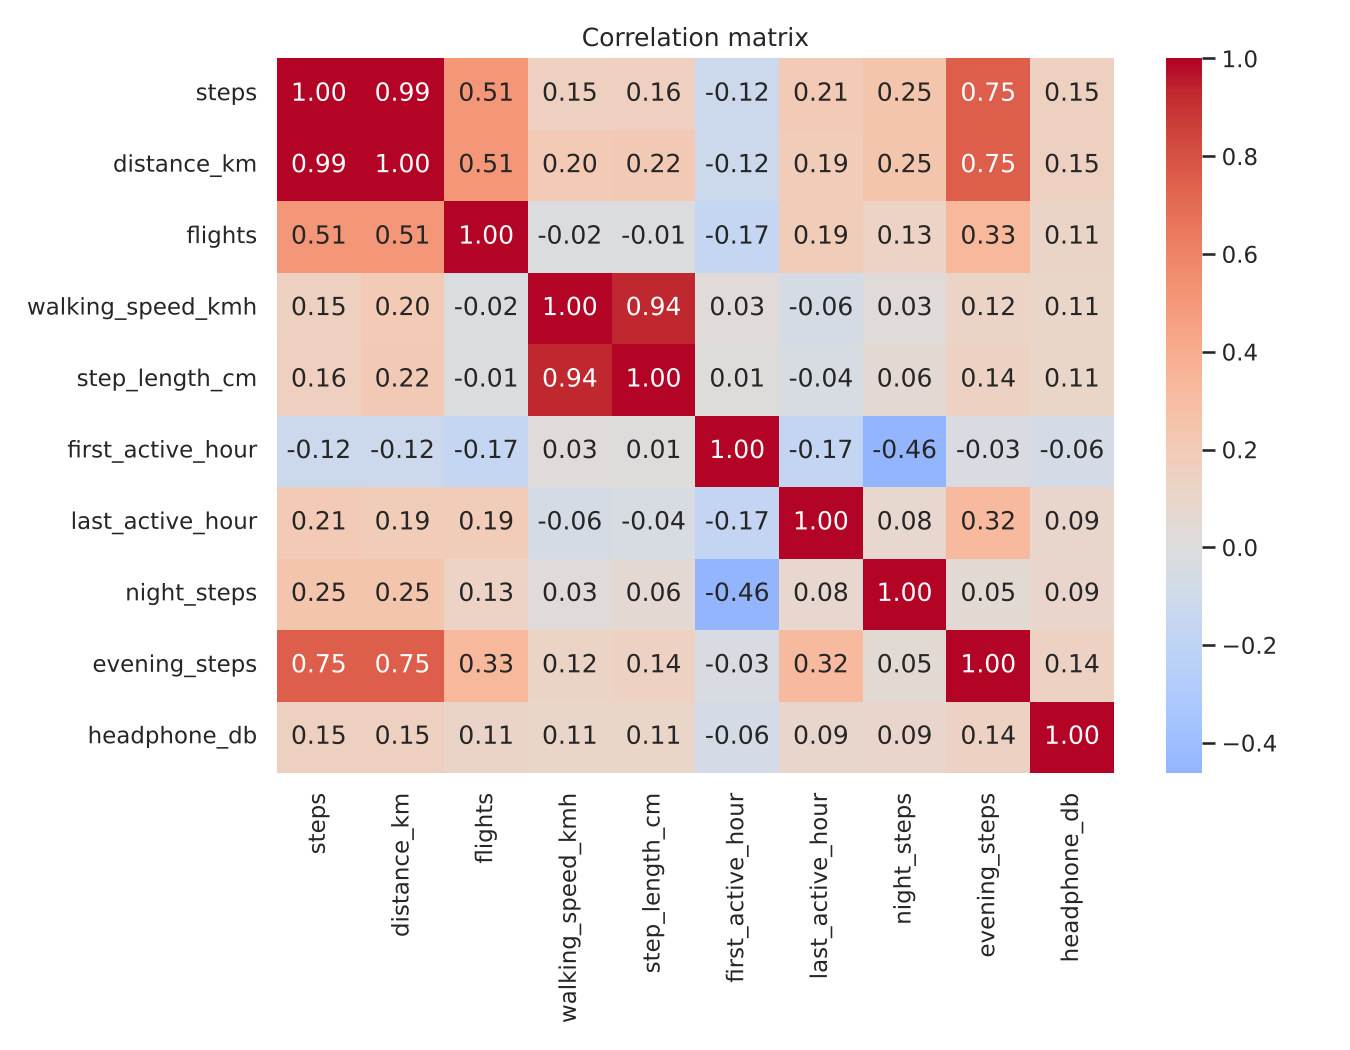 Correlation matrix
steps 1.00 0.99 0.51 0.15 0.16 -0.12 0.21 0.25 0.75 0.15
distance_km 0.99 1.00 0.51 0.20 0.22 -0.12 0.19 0.25 0.75 0.15
flights 0.51 0.51 1.00 -0.02 -0.01 -0.17 0.19 0.13 0.33 0.11
walking_speed_kmh 0.15 0.20 -0.02 1.00 0.94 0.03 -0.06 0.03 0.12 0.11
step_length_cm 0.16 0.22 -0.01 0.94 1.00 0.01 -0.04 0.06 0.14 0.11
first_active_hour -0.12 -0.12 -0.17 0.03 0.01 1.00 -0.17 -0.46 -0.03 -0.06
last_active_hour 0.21 0.19 0.19 -0.06 -0.04 -0.17 1.00 0.08 0.32 0.09
night_steps 0.25 0.25 0.13 0.03 0.06 -0.46 0.08 1.00 0.05 0.09
evening_steps 0.75 0.75 0.33 0.12 0.14 -0.03 0.32 0.05 1.00 0.14
headphone_db 0.15 0.15 0.11 0.11 0.11 -0.06 0.09 0.09 0.14 1.00
steps
distance_km
flights
walking_speed_kmh
step_length_cm
first_active_hour
last_active_hour
night_steps
evening_steps
headphone_db
1.0
0.8
0.6
0.4
0.2
0.0
−0.2
−0.4